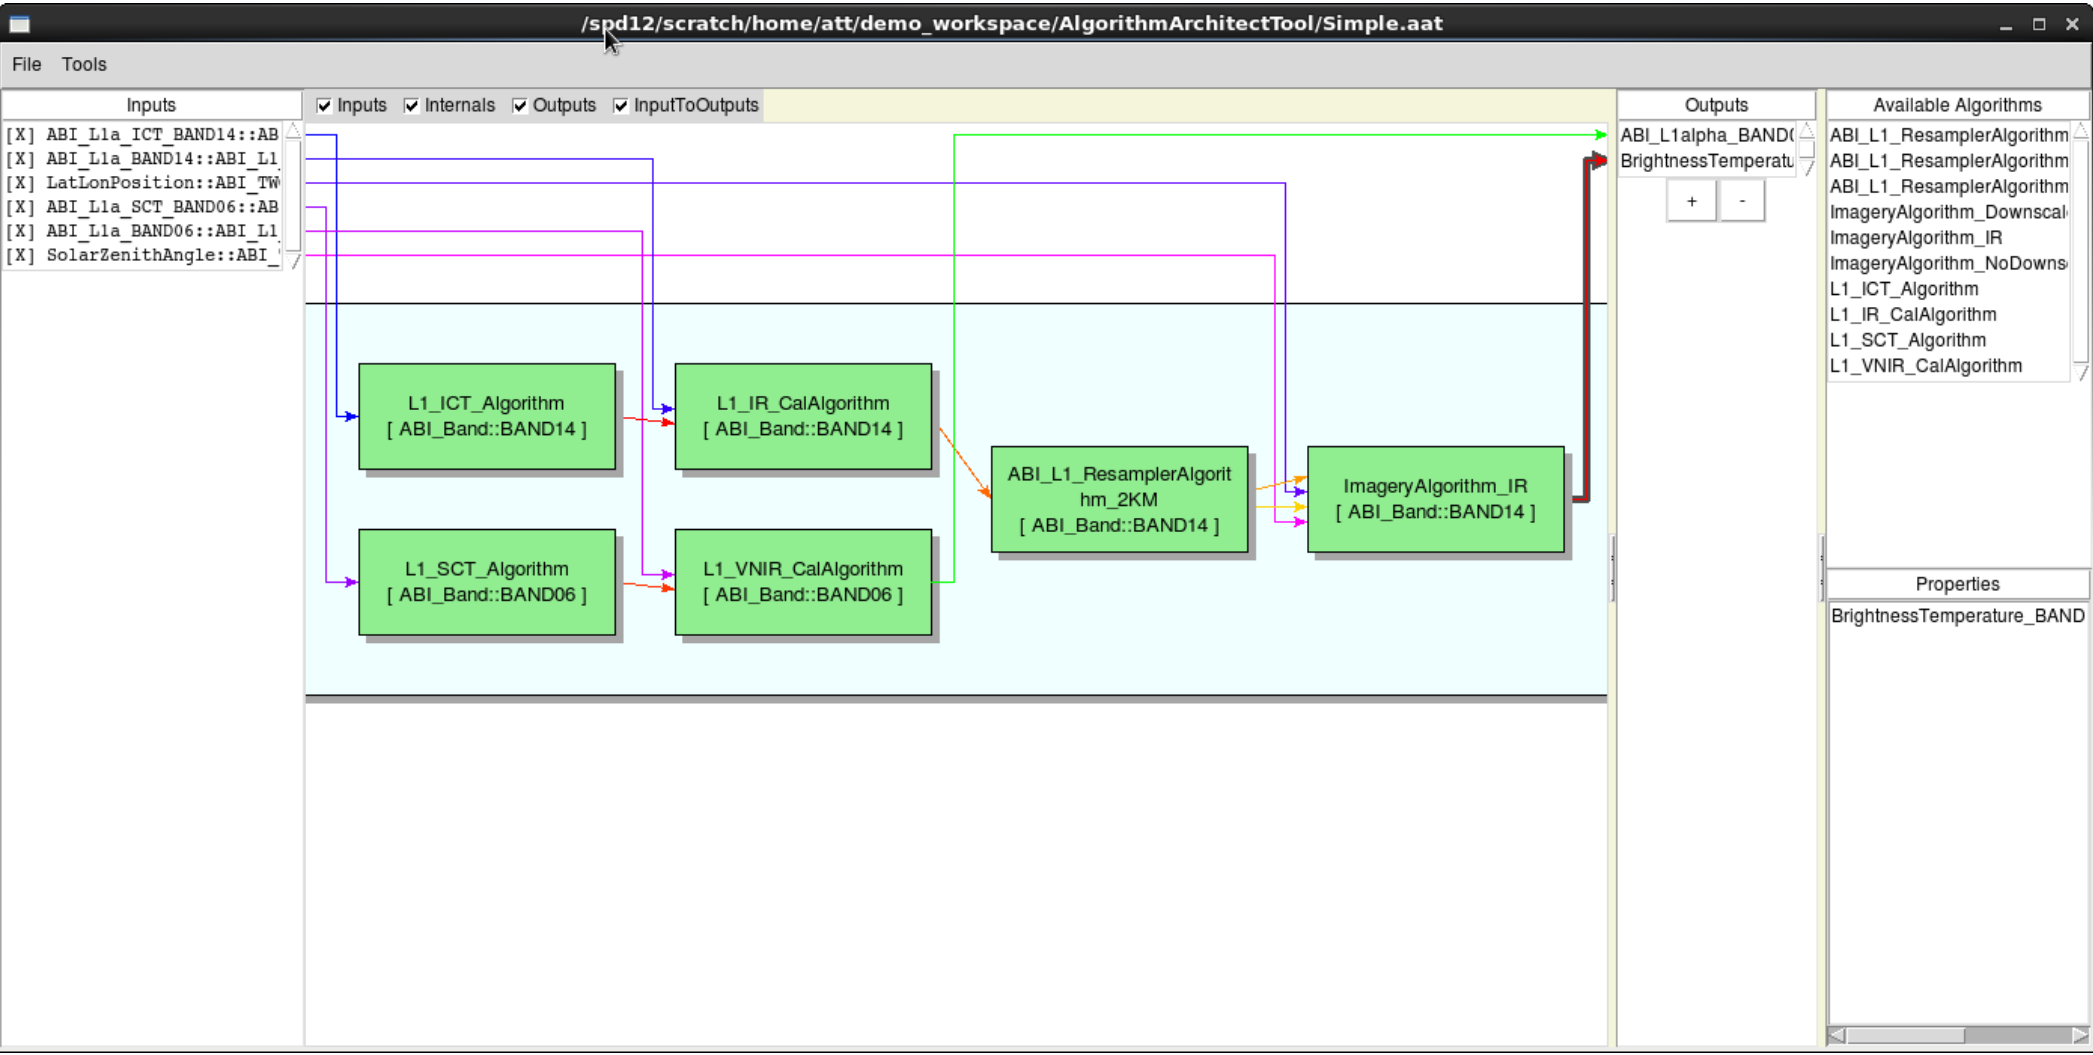 /spd12/scratch/home/att/demo_workspace/AlgorithmArchitectTool/Simple.aat
File Tools
Inputs
[X] ABI_L1a_ICT_BAND14::AB
[X] ABI_L1a_BAND14::ABI_L1
[X] LatLonPosition::ABI_TW
[X] ABI_L1a_SCT_BAND06::AB
[X] ABI_L1a_BAND06::ABI_L1
[X] SolarZenithAngle::ABI_
Inputs Internals Outputs InputToOutputs
L1_ICT_Algorithm
[ ABI_Band::BAND14 ]
L1_IR_CalAlgorithm
[ ABI_Band::BAND14 ]
ABI_L1_ResamplerAlgorit
hm_2KM
[ ABI_Band::BAND14 ]
ImageryAlgorithm_IR
[ ABI_Band::BAND14 ]
L1_SCT_Algorithm
[ ABI_Band::BAND06 ]
L1_VNIR_CalAlgorithm
[ ABI_Band::BAND06 ]
Outputs
ABI_L1alpha_BAND0
BrightnessTemperatu
+ -
Available Algorithms
ABI_L1_ResamplerAlgorithm
ABI_L1_ResamplerAlgorithm
ABI_L1_ResamplerAlgorithm
ImageryAlgorithm_Downscal
ImageryAlgorithm_IR
ImageryAlgorithm_NoDowns
L1_ICT_Algorithm
L1_IR_CalAlgorithm
L1_SCT_Algorithm
L1_VNIR_CalAlgorithm
Properties
BrightnessTemperature_BAND